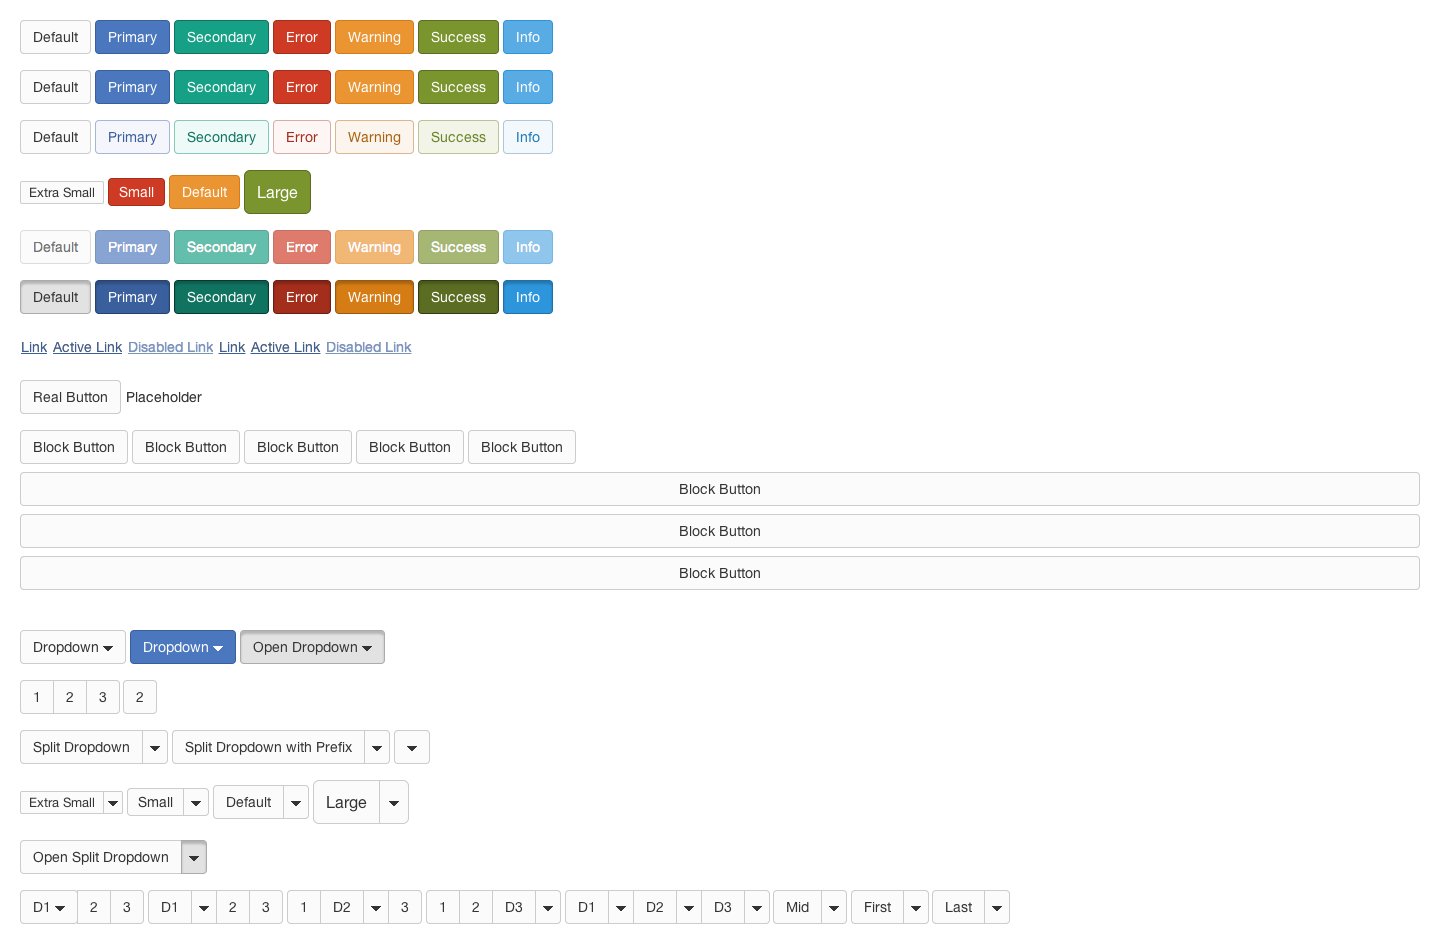 Default Primary Secondary Error Warning Success Info
Default Primary Secondary Error Warning Success Info
Default Primary Secondary Error Warning Success Info
Extra Small Small Default Large
Default Primary Secondary Error Warning Success Info
Default Primary Secondary Error Warning Success Info
Link Active Link Disabled Link Link Active Link Disabled Link
Real Button Placeholder
Block Button Block Button Block Button Block Button Block Button
Block Button
Block Button
Block Button
Dropdown Dropdown Open Dropdown
1 2 3 2
Split Dropdown Split Dropdown with Prefix
Extra Small Small Default Large
Open Split Dropdown
D1 2 3 D1 2 3 1 D2 3 1 2 D3 D1 D2 D3 Mid First Last